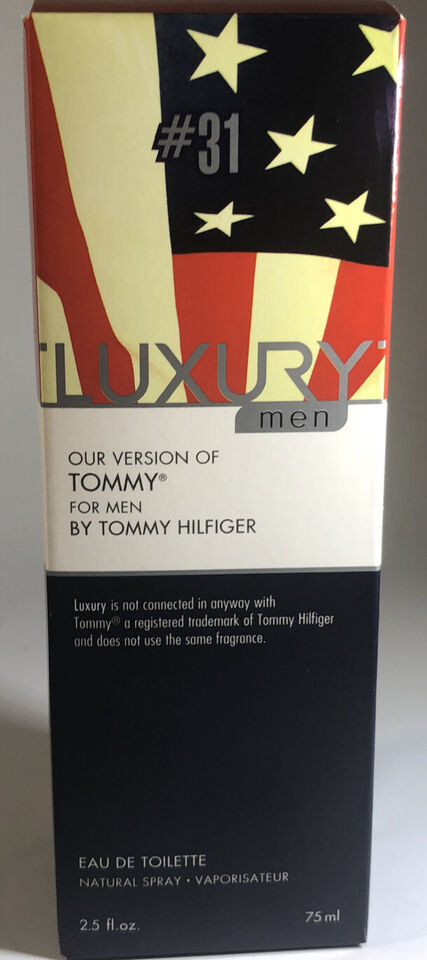 #31
LUXURY
men
OUR VERSION OF
TOMMY®
FOR MEN
BY TOMMY HILFIGER
Luxury is not connected in anyway with
Tommy® a registered trademark of Tommy Hilfiger
and does not use the same fragrance.
EAU DE TOILETTE
NATURAL SPRAY • VAPORISATEUR
2.5 fl.oz. 75 ml